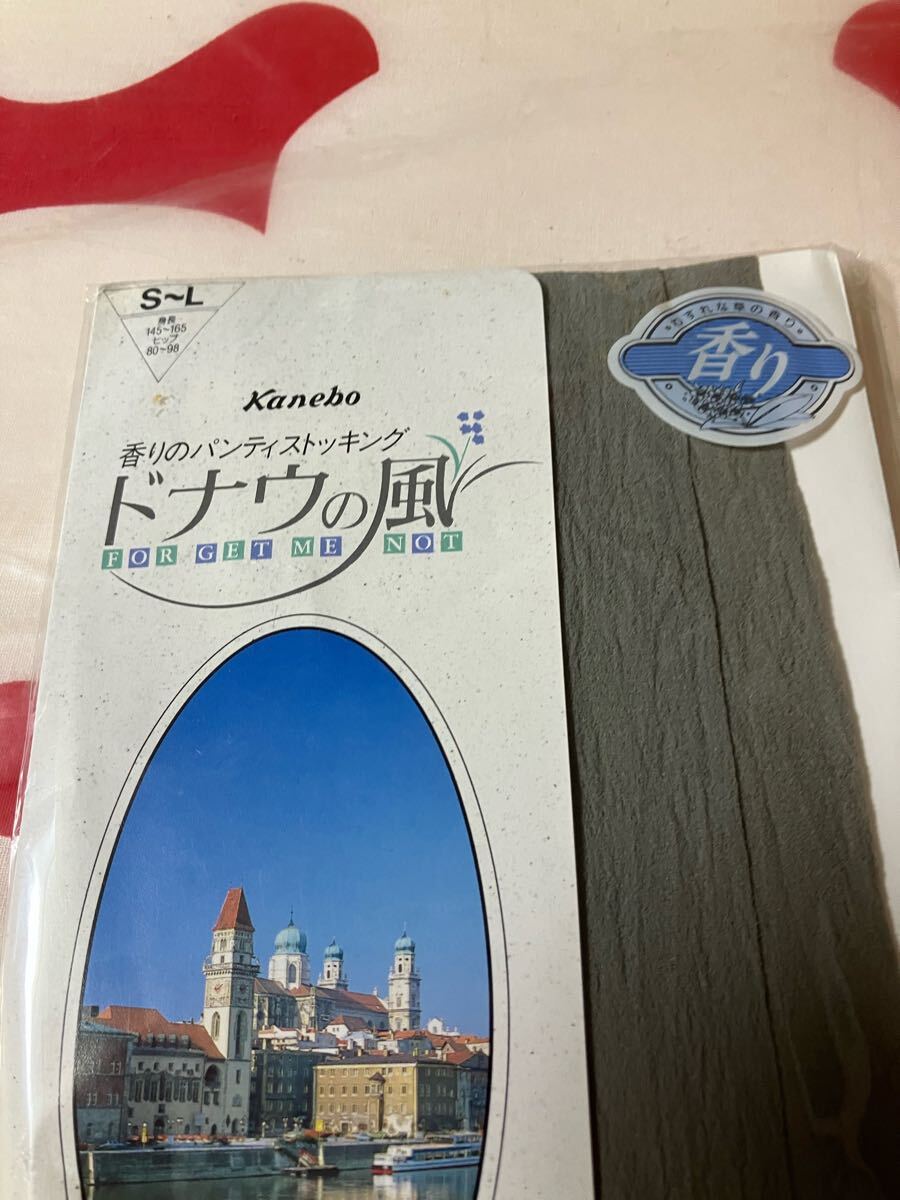 S~L
身長
145~165
ヒップ
80~98
Kanebo
香りのパンティストッキング
ドナウの風
FOR GET ME NOT
わすれな草の香り
香り